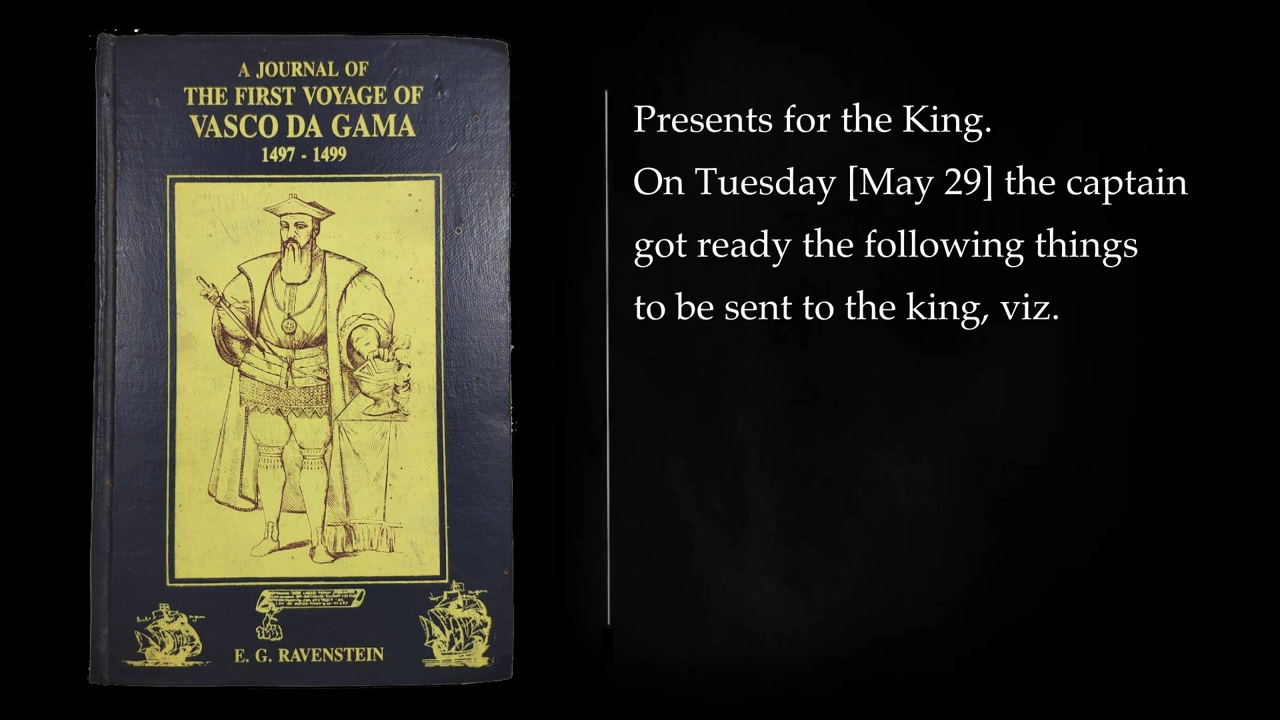 A JOURNAL OF
THE FIRST VOYAGE OF
VASCO DA GAMA
1497 - 1499
E. G. RAVENSTEIN
Presents for the King.
On Tuesday [May 29] the captain
got ready the following things
to be sent to the king, viz.